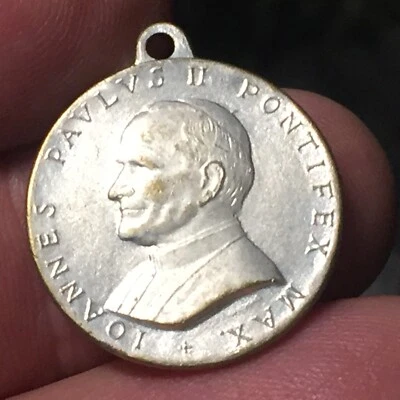 IOANNES PAVLVS II PONTIFEX MAX.